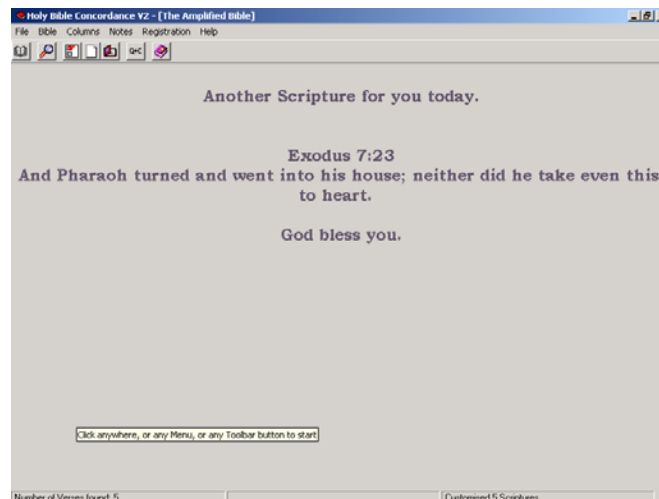 Holy Bible Concordance V2 - [The Amplified Bible]
File Bible Columns Notes Registration Help
Another Scripture for you today.
Exodus 7:23
And Pharaoh turned and went into his house; neither did he take even this
to heart.
God bless you.
Click anywhere, or any Menu, or any Toolbar button to start
Number of Verses found: 5 Customised 5 Scriptures